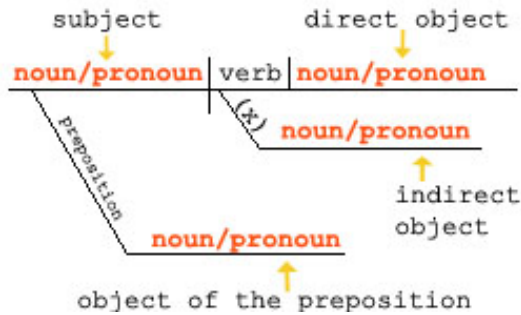 subject direct object
noun/pronoun verb noun/pronoun
(x)
noun/pronoun
preposition
indirect
object
noun/pronoun
object of the preposition